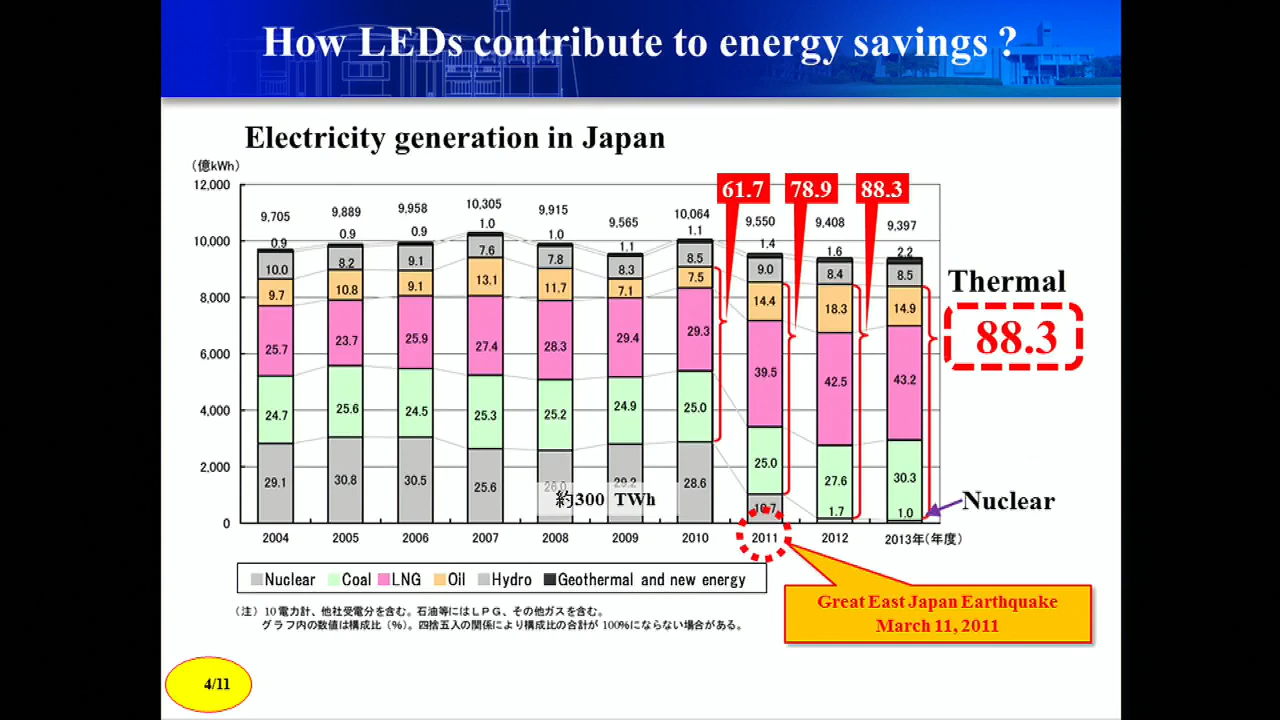 How LEDs contribute to energy savings ?
Electricity generation in Japan
(億kWh)
12,000
10,000
8,000
6,000
4,000
2,000
0
61.7 78.9 88.3
9,705 9,889 9,958 10,305 9,915 9,565 10,064 9,550 9,408 9,397
0.9 0.9 0.9 1.0 1.0 1.1 1.1 1.4 1.6 2.2
10.0 8.2 9.1 7.6 7.8 8.3 8.5 9.0 8.4 8.5
9.7 10.8 9.1 13.1 11.7 7.1 7.5 14.4 18.3 14.9
25.7 23.7 25.9 27.4 28.3 29.4 29.3 39.5 42.5 43.2
24.7 25.6 24.5 25.3 25.2 24.9 25.0 25.0 27.6 30.3
29.1 30.8 30.5 25.6 26.0 29.2 28.6 10.7 1.7 1.0
約300 TWh
Thermal
88.3
Nuclear
2004 2005 2006 2007 2008 2009 2010 2011 2012 2013年(年度)
Nuclear Coal LNG Oil Hydro Geothermal and new energy
Great East Japan Earthquake
March 11, 2011
（注）10電力計、他社受電分を含む。石油等にはＬＰＧ、その他ガスを含む。
グラフ内の数値は構成比（％）。四捨五入の関係により構成比の合計が 100％にならない場合がある。
4/11